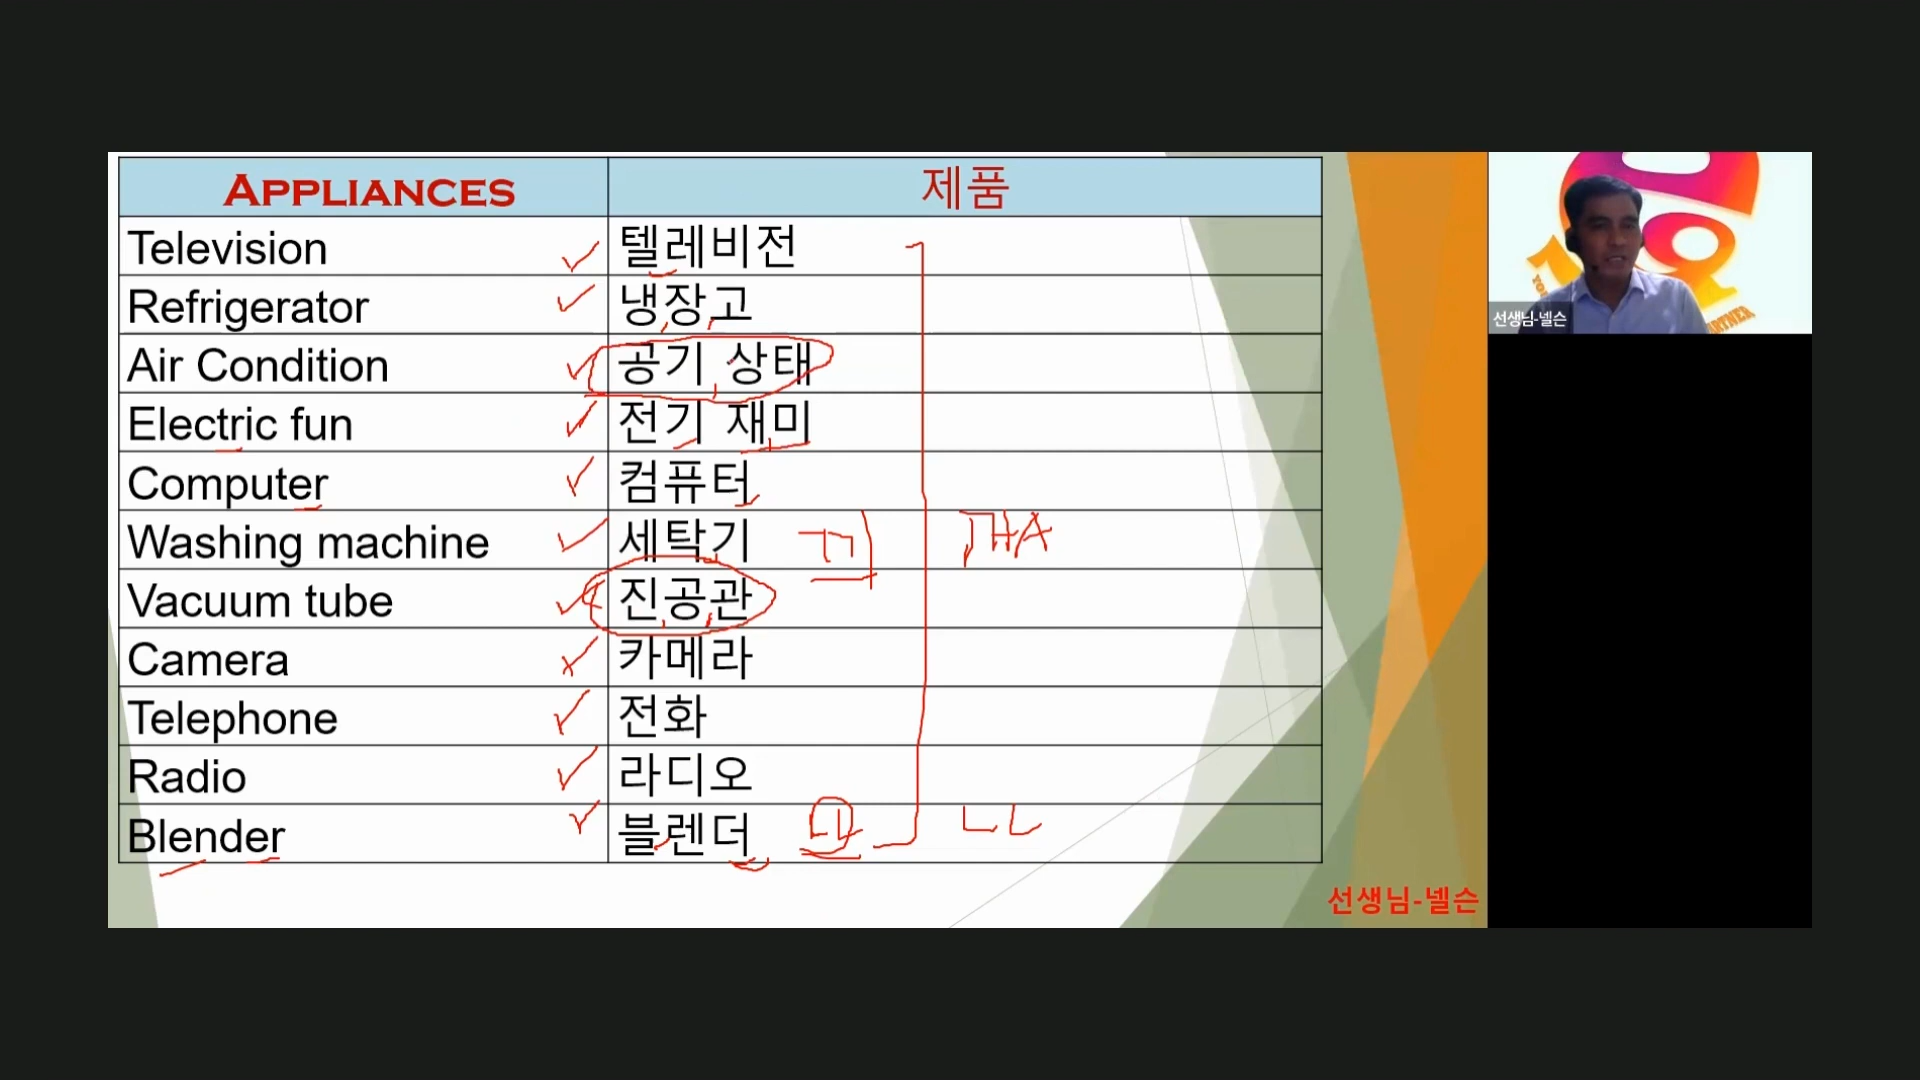 APPLIANCES 제품
Television 텔레비전
Refrigerator 냉장고
Air Condition 공기 상태
Electric fun 전기 재미
Computer 컴퓨터
Washing machine 세탁기
Vacuum tube 진공관
Camera 카메라
Telephone 전화
Radio 라디오
Blender 블렌더
선생님-넬슨
선생님-넬슨